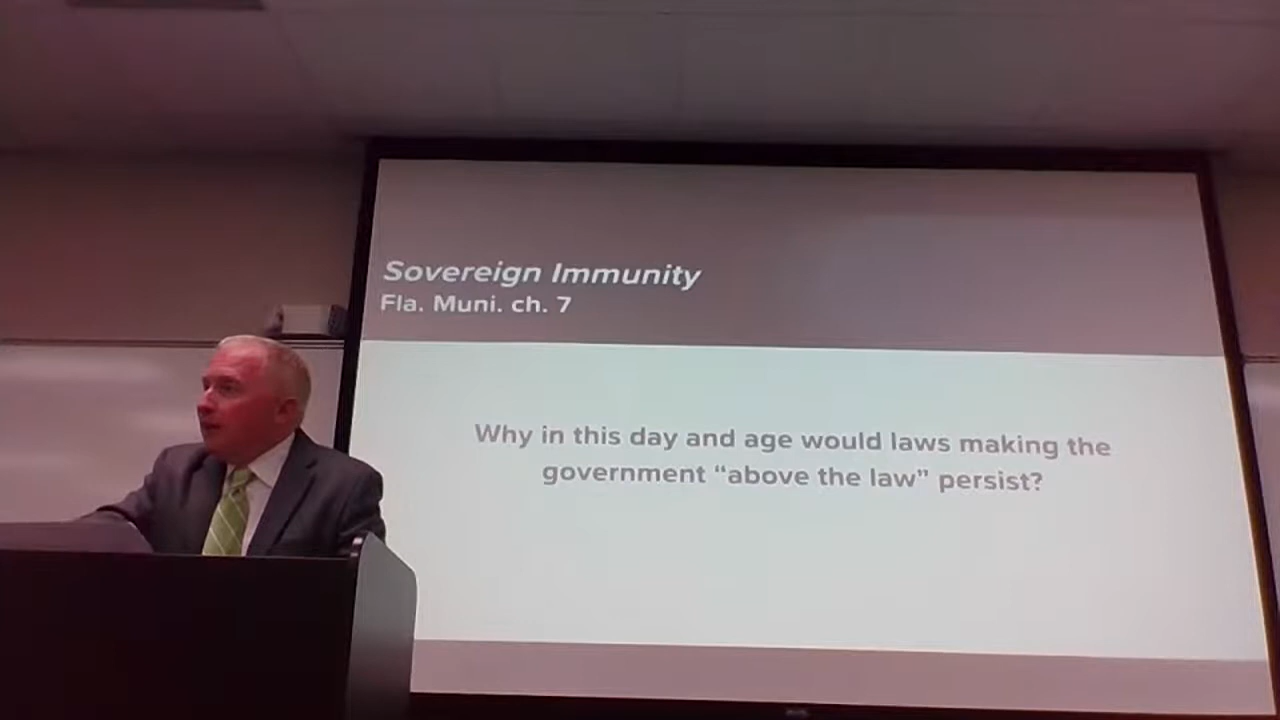 Sovereign Immunity
Fla. Muni. ch. 7
Why in this day and age would laws making the
government “above the law” persist?